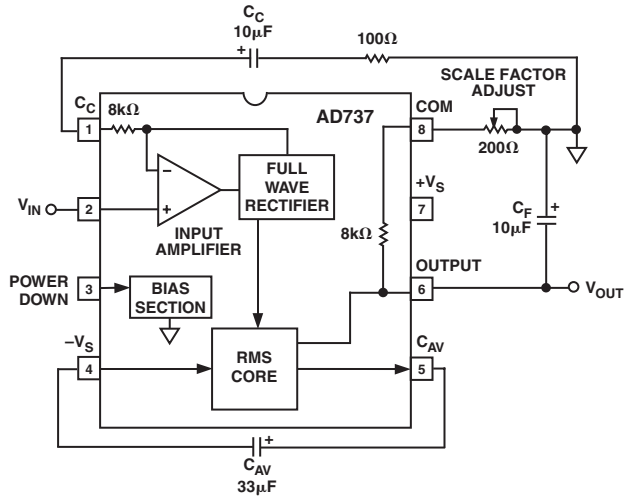 C_C
10µF
+
100Ω
SCALE FACTOR
ADJUST
C_C
8kΩ
AD737
COM
1
8
200Ω
−
+
FULL
WAVE
RECTIFIER
+V_S
7
V_IN
2
INPUT
AMPLIFIER
8kΩ
C_F
10µF
+
POWER
DOWN
3
BIAS
SECTION
OUTPUT
6
V_OUT
−V_S
4
RMS
CORE
C_AV
5
+
C_AV
33µF